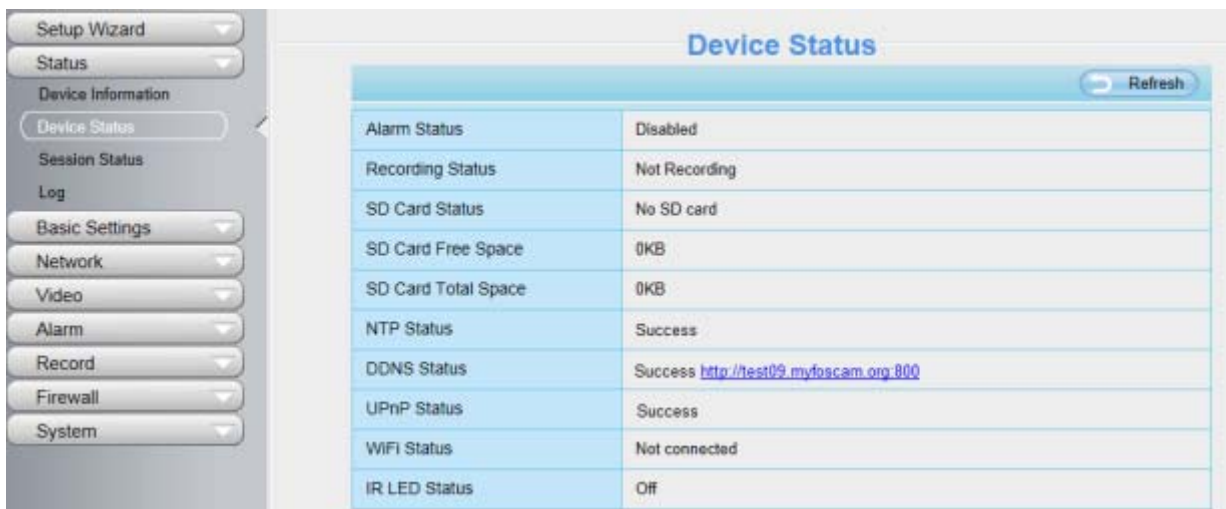 Setup Wizard
Status
Device Information
Device Status
Session Status
Log
Basic Settings
Network
Video
Alarm
Record
Firewall
System
Device Status
Refresh
Alarm Status Disabled
Recording Status Not Recording
SD Card Status No SD card
SD Card Free Space 0KB
SD Card Total Space 0KB
NTP Status Success
DDNS Status Success http://test09.myfoscam.org:800
UPnP Status Success
WiFi Status Not connected
IR LED Status Off